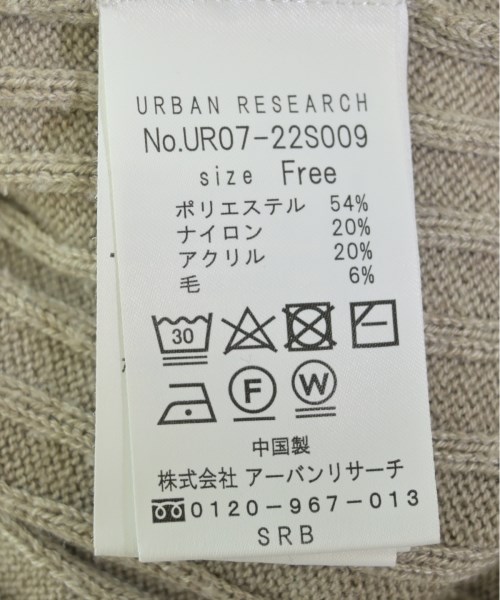 URBAN RESEARCH
No.UR07-22S009
size Free
ポリエステル 54%
ナイロン 20%
アクリル 20%
毛 6%
30
F W
中国製
株式会社 アーバンリサーチ
0120-967-013
SRB